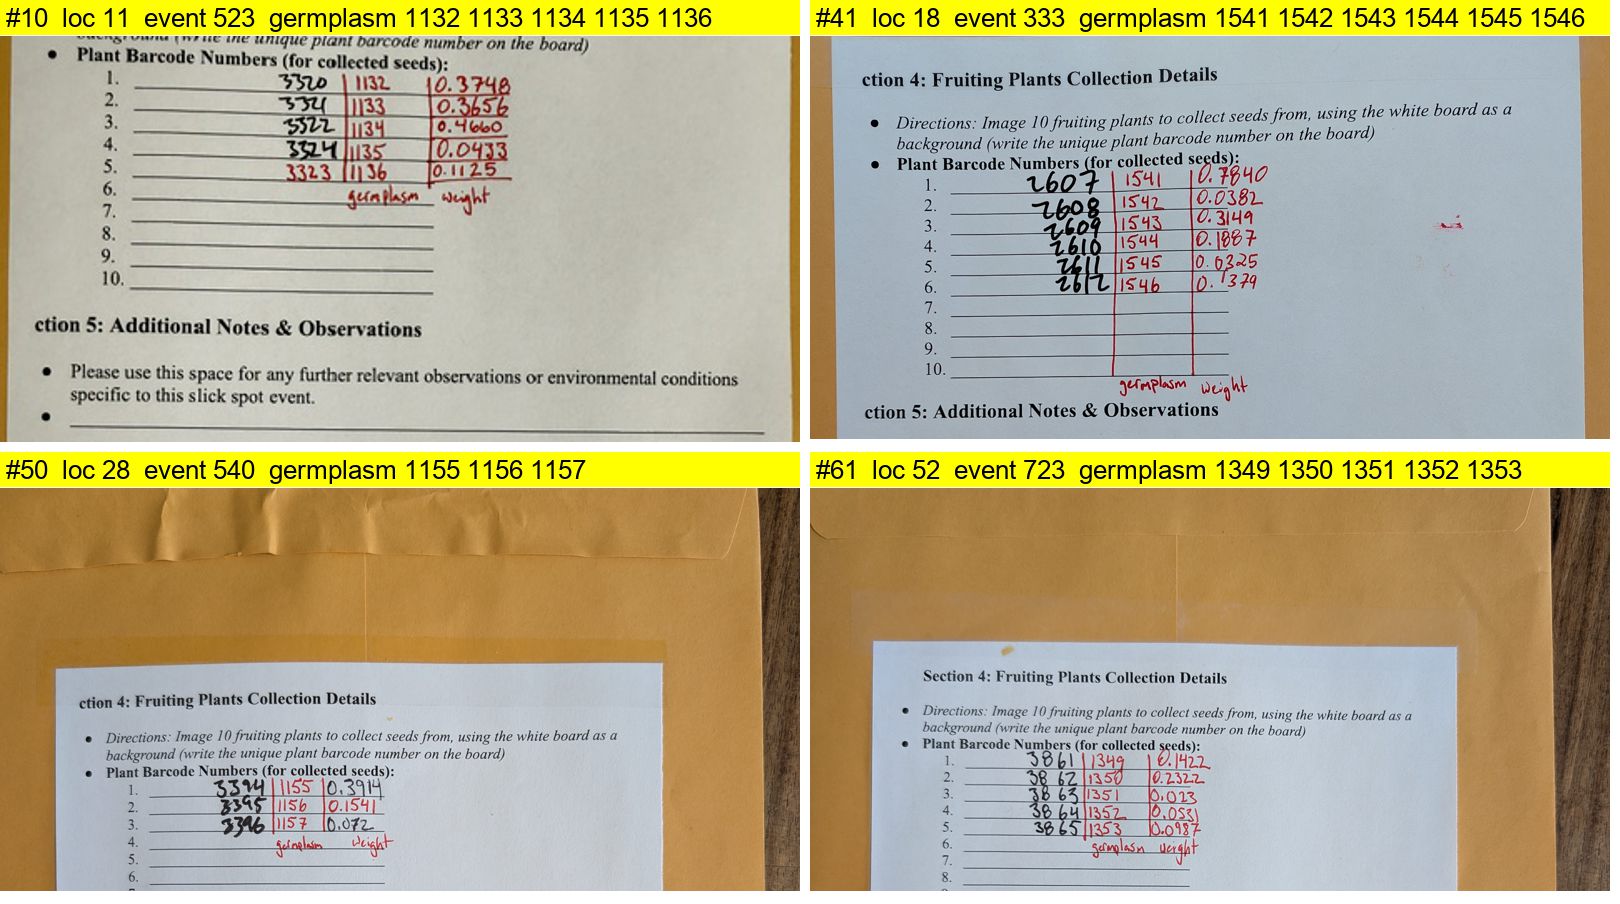 #10 loc 11 event 523 germplasm 1132 1133 1134 1135 1136
background (write the unique plant barcode number on the board)
• Plant Barcode Numbers (for collected seeds):
1. 3320 1132 0.3748
2. 3321 1133 0.3656
3. 3322 1134 0.4660
4. 3324 1135 0.0433
5. 3323 1136 0.1125
6. germplasm weight
7.
8.
9.
10.
ction 5: Additional Notes & Observations
• Please use this space for any further relevant observations or environmental conditions
specific to this slick spot event.
•
#41 loc 18 event 333 germplasm 1541 1542 1543 1544 1545 1546
ction 4: Fruiting Plants Collection Details
• Directions: Image 10 fruiting plants to collect seeds from, using the white board as a
background (write the unique plant barcode number on the board)
• Plant Barcode Numbers (for collected seeds):
1. 2607 1541 0.7840
2. 2608 1542 0.0382
3. 2609 1543 0.3149
4. 2610 1544 0.1887
5. 2611 1545 0.0325
6. 2612 1546 0.1379
7.
8.
9.
10.
germplasm weight
ction 5: Additional Notes & Observations
#50 loc 28 event 540 germplasm 1155 1156 1157
ction 4: Fruiting Plants Collection Details
• Directions: Image 10 fruiting plants to collect seeds from, using the white board as a
background (write the unique plant barcode number on the board)
• Plant Barcode Numbers (for collected seeds):
1. 3394 1155 0.3914
2. 3395 1156 0.1541
3. 3396 1157 0.072
4. germplasm weight
5.
6.
#61 loc 52 event 723 germplasm 1349 1350 1351 1352 1353
Section 4: Fruiting Plants Collection Details
• Directions: Image 10 fruiting plants to collect seeds from, using the white board as a
background (write the unique plant barcode number on the board)
• Plant Barcode Numbers (for collected seeds):
1. 3861 1349 0.1422
2. 3862 1350 0.2322
3. 3863 1351 0.023
4. 3864 1352 0.0531
5. 3865 1353 0.0987
6. germplasm weight
7.
8.